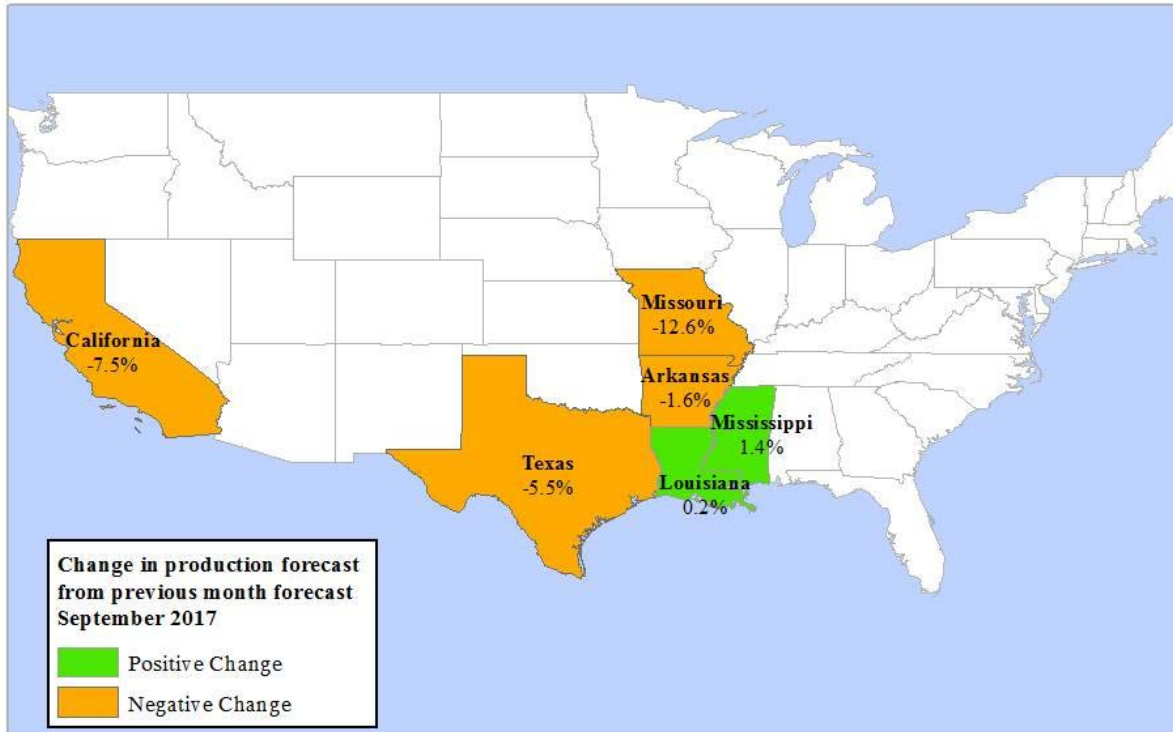 Missouri
-12.6%
California
-7.5%
Arkansas
-1.6%
Mississippi
1.4%
Texas
-5.5%
Louisiana
0.2%
Change in production forecast
from previous month forecast
September 2017
Positive Change
Negative Change